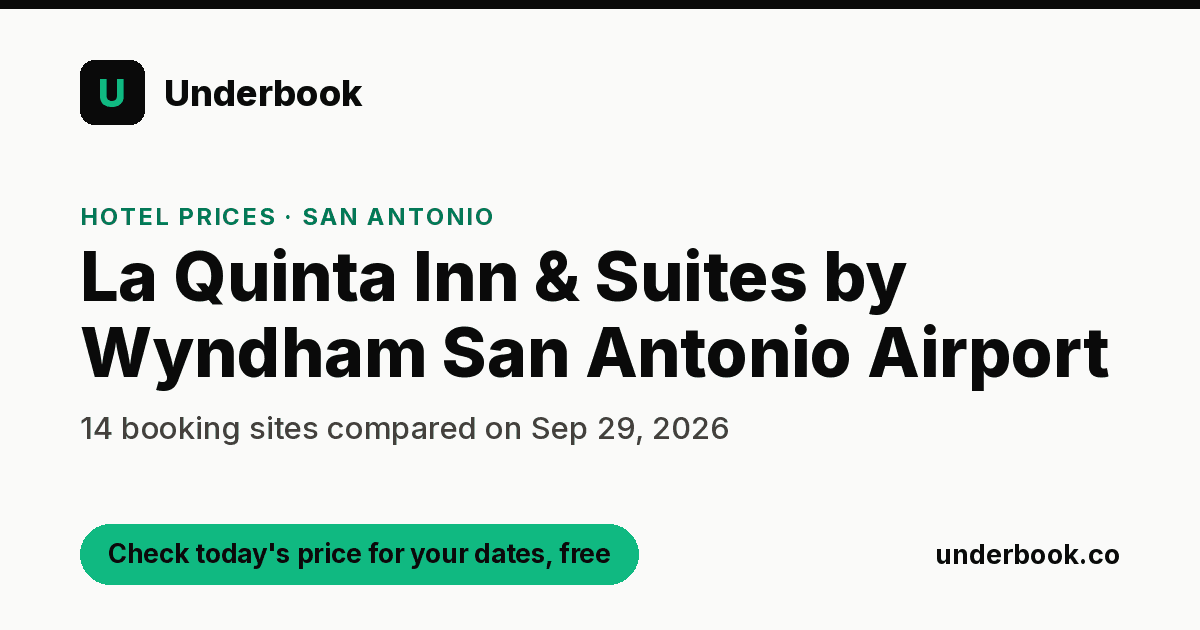 U
Underbook
HOTEL PRICES · SAN ANTONIO
La Quinta Inn & Suites by
Wyndham San Antonio Airport
14 booking sites compared on Sep 29, 2026
Check today's price for your dates, free
underbook.co